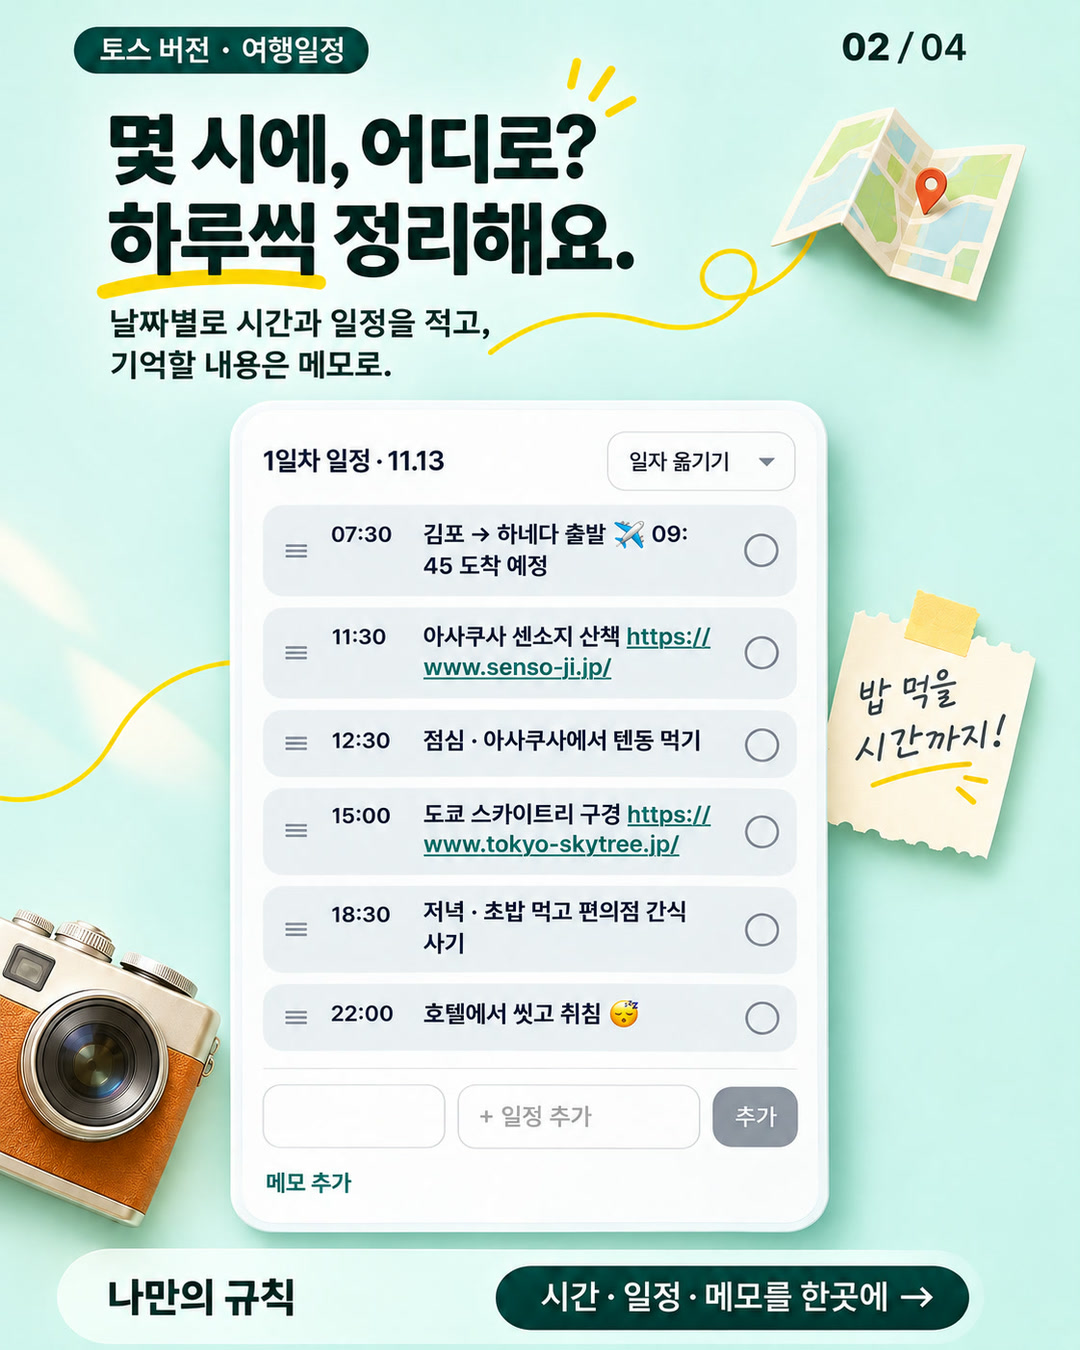 토스 버전 · 여행일정
02 / 04
몇 시에, 어디로?
하루씩 정리해요.
날짜별로 시간과 일정을 적고,
기억할 내용은 메모로.
1일차 일정 · 11.13
일자 옮기기
07:30
김포 → 하네다 출발 ✈️ 09:
45 도착 예정
11:30
아사쿠사 센소지 산책 https://
www.senso-ji.jp/
12:30
점심 · 아사쿠사에서 텐동 먹기
15:00
도쿄 스카이트리 구경 https://
www.tokyo-skytree.jp/
18:30
저녁 · 초밥 먹고 편의점 간식
사기
22:00
호텔에서 씻고 취침 😴
+ 일정 추가
추가
메모 추가
밥 먹을
시간까지!
나만의 규칙
시간 · 일정 · 메모를 한곳에 →